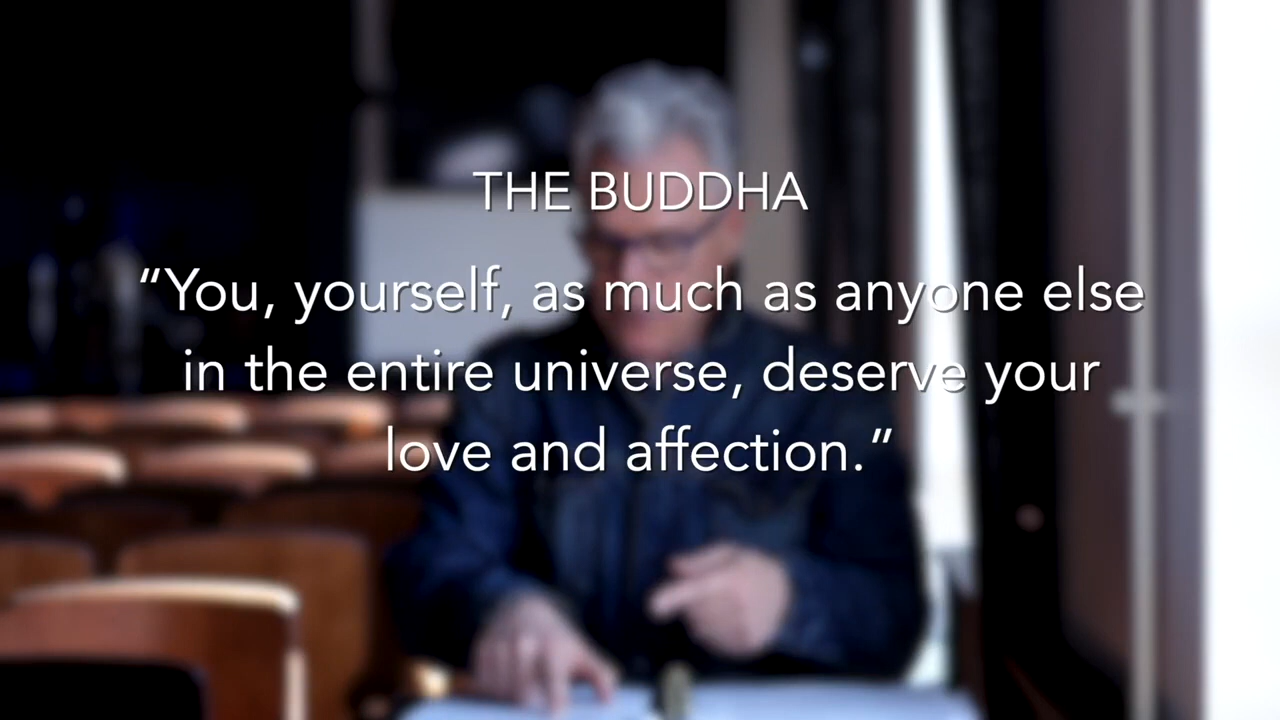 THE BUDDHA
“You, yourself, as much as anyone else
in the entire universe, deserve your
love and affection.”